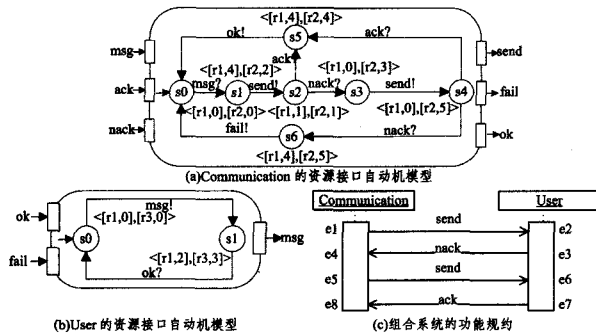 <[r1,4],[r2,4]>
ok! s5 ack?
msg send
<[r1,4],[r2,2]> ack <[r1,0],[r2,3]>
ack s0 msg? s1 send! s2 nack? s3 send! s4 fail
<[r1,0],[r2,0]> <[r1,1],[r2,1]> <[r1,0],[r2,5]>
nack fail! s6 nack? ok
<[r1,4],[r2,5]>
(a)Communication 的资源接口自动机模型
msg!
ok <[r1,0],[r3,0]>
s0 s1 msg
fail <[r1,2],[r3,3]>
ok?
(b)User 的资源接口自动机模型
Communication User
e1 send e2
e4 nack e3
e5 send e6
e8 ack e7
(c)组合系统的功能规约